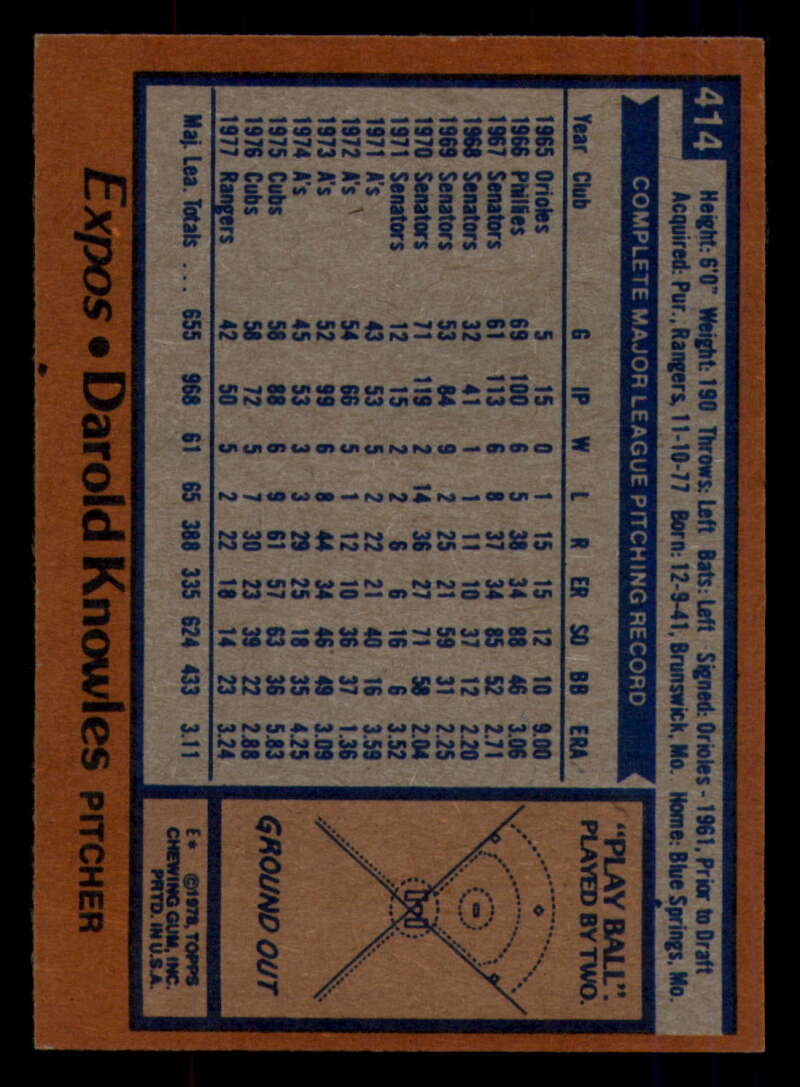 414
Height: 6'0" Weight: 190 Throws: Left Bats: Left Signed: Orioles - 1961, Prior to Draft
Acquired: Pur., Rangers, 11-10-77 Born: 12-9-41, Brunswick, Mo. Home: Blue Springs, Mo.
COMPLETE MAJOR LEAGUE PITCHING RECORD
Year Club G IP W L R ER SO BB ERA
1965 Orioles 5 15 0 1 15 15 12 10 9.00
1966 Phillies 69 100 6 5 38 34 88 46 3.06
1967 Senators 61 113 6 8 37 34 85 52 2.71
1968 Senators 32 41 1 1 11 10 37 12 2.20
1969 Senators 53 84 9 2 25 21 59 31 2.25
1970 Senators 71 119 2 14 36 27 71 58 2.04
1971 Senators 12 15 2 2 6 6 16 6 3.52
1971 A's 43 53 5 2 22 21 40 16 3.59
1972 A's 54 66 5 1 12 10 36 37 1.36
1973 A's 52 99 6 8 44 34 46 49 3.09
1974 A's 45 53 3 3 29 25 18 35 4.25
1975 Cubs 58 88 6 9 61 57 63 36 5.83
1976 Cubs 58 72 5 7 30 23 39 22 2.88
1977 Rangers 42 50 5 2 22 18 14 23 3.24
Maj. Lea. Totals .... 655 968 61 65 388 335 624 433 3.11
"PLAY BALL":
PLAYED BY TWO.
GROUND OUT
E* ©1978, TOPPS
CHEWING GUM, INC.
PRTD. IN U.S.A.
Expos • Darold Knowles PITCHER